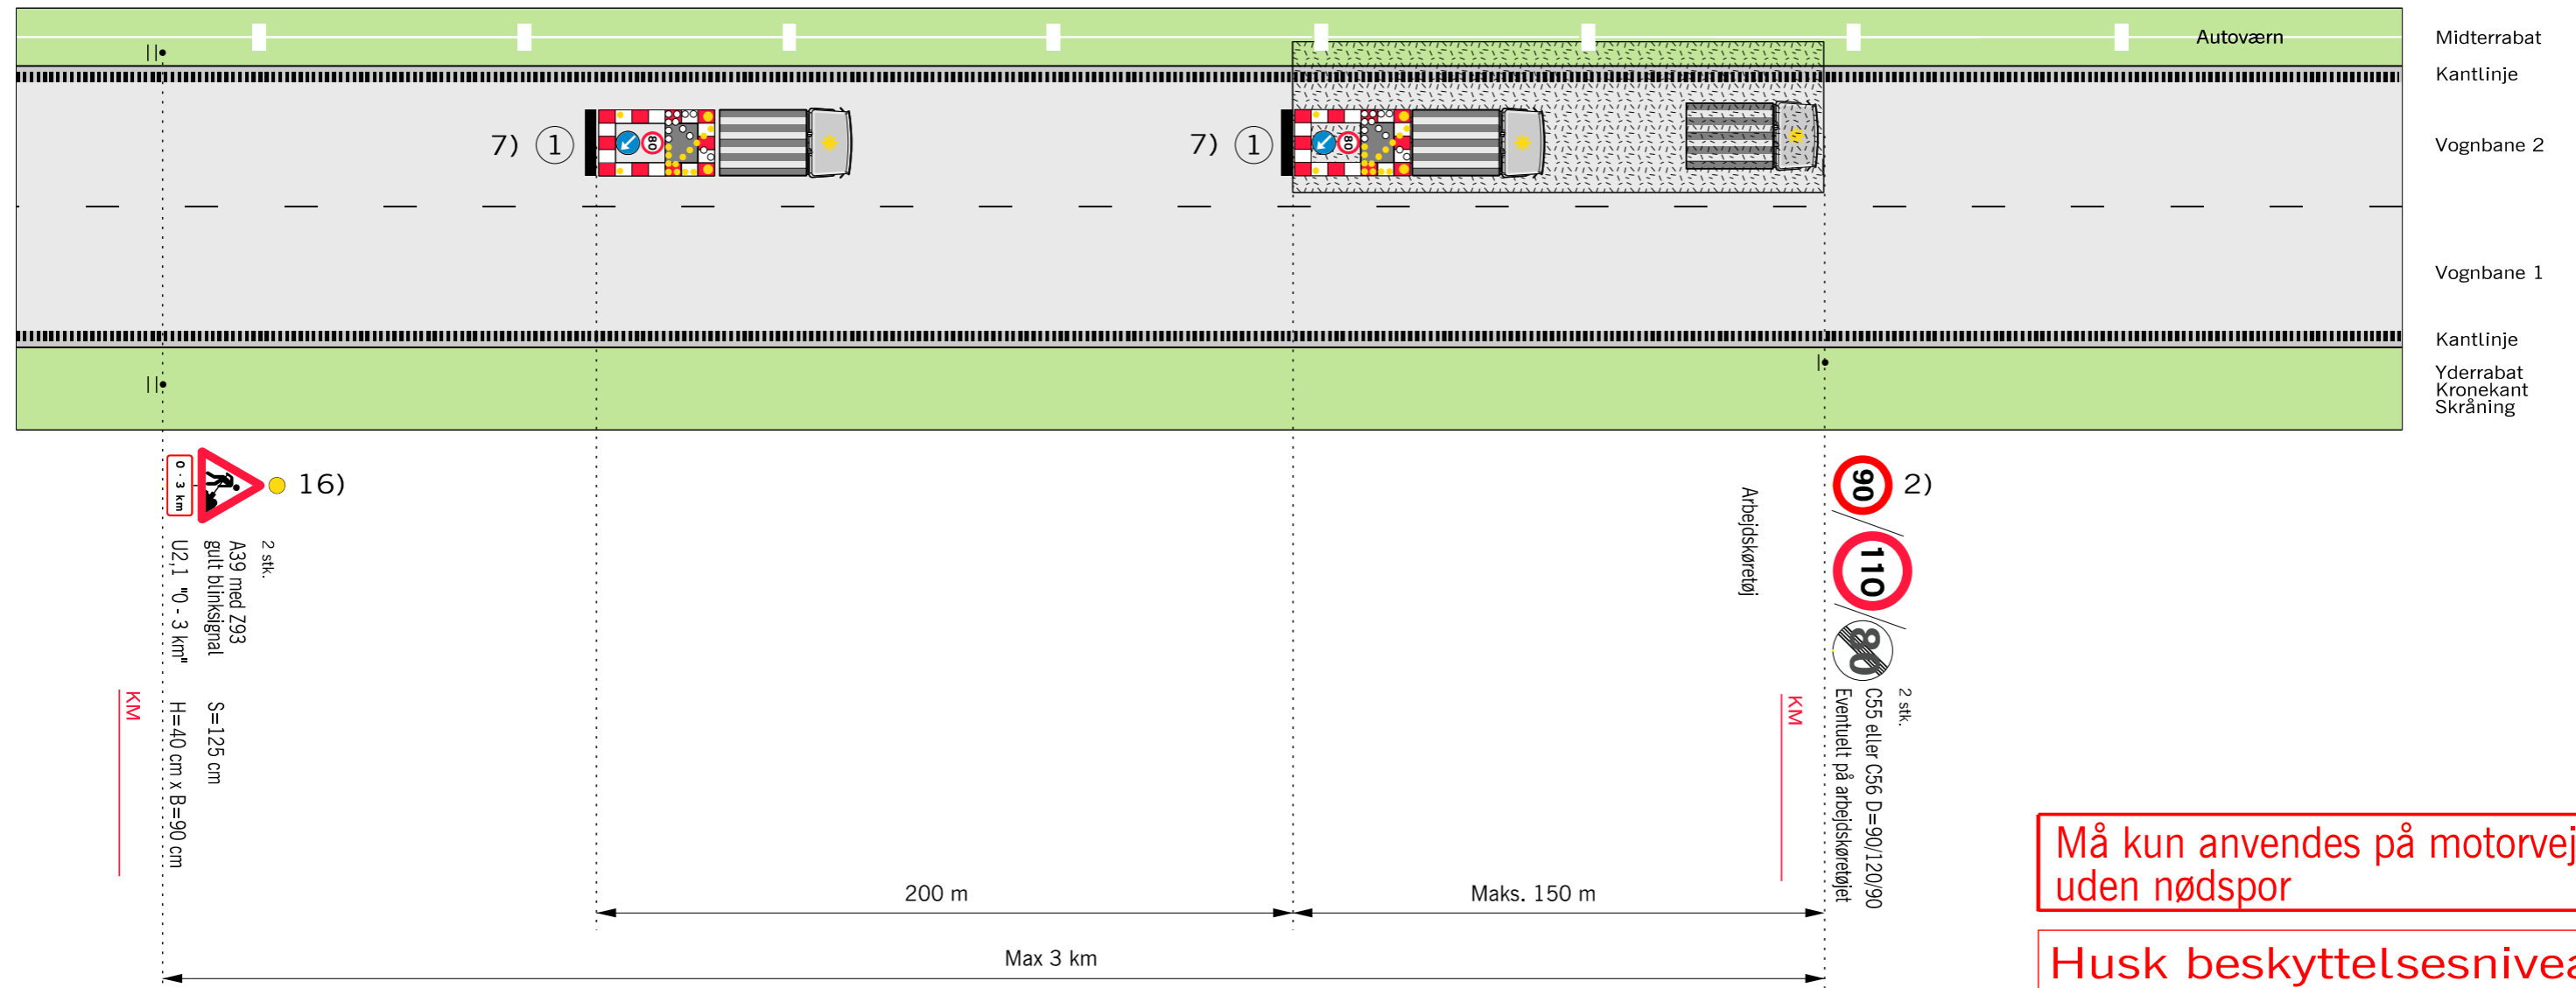 Autoværn
Midterrabat
Kantlinje
Vognbane 2
Vognbane 1
Kantlinje
Yderrabat
Kronekant
Skråning
7) 1
80
7) 1
80
0 - 3 km
16)
2 stk.
A39 med Z93
gult blinksignal S=125 cm
U2,1 "0 - 3 km" H=40 cm x B=90 cm
KM
Arbejdskøretøj
90
2)
110
80
2 stk.
C55 eller C56 D=90/120/90
Eventuelt på arbejdskøretøjet
KM
200 m
Maks. 150 m
Max 3 km
Må kun anvendes på motorvej
uden nødspor
Husk beskyttelsesnivea